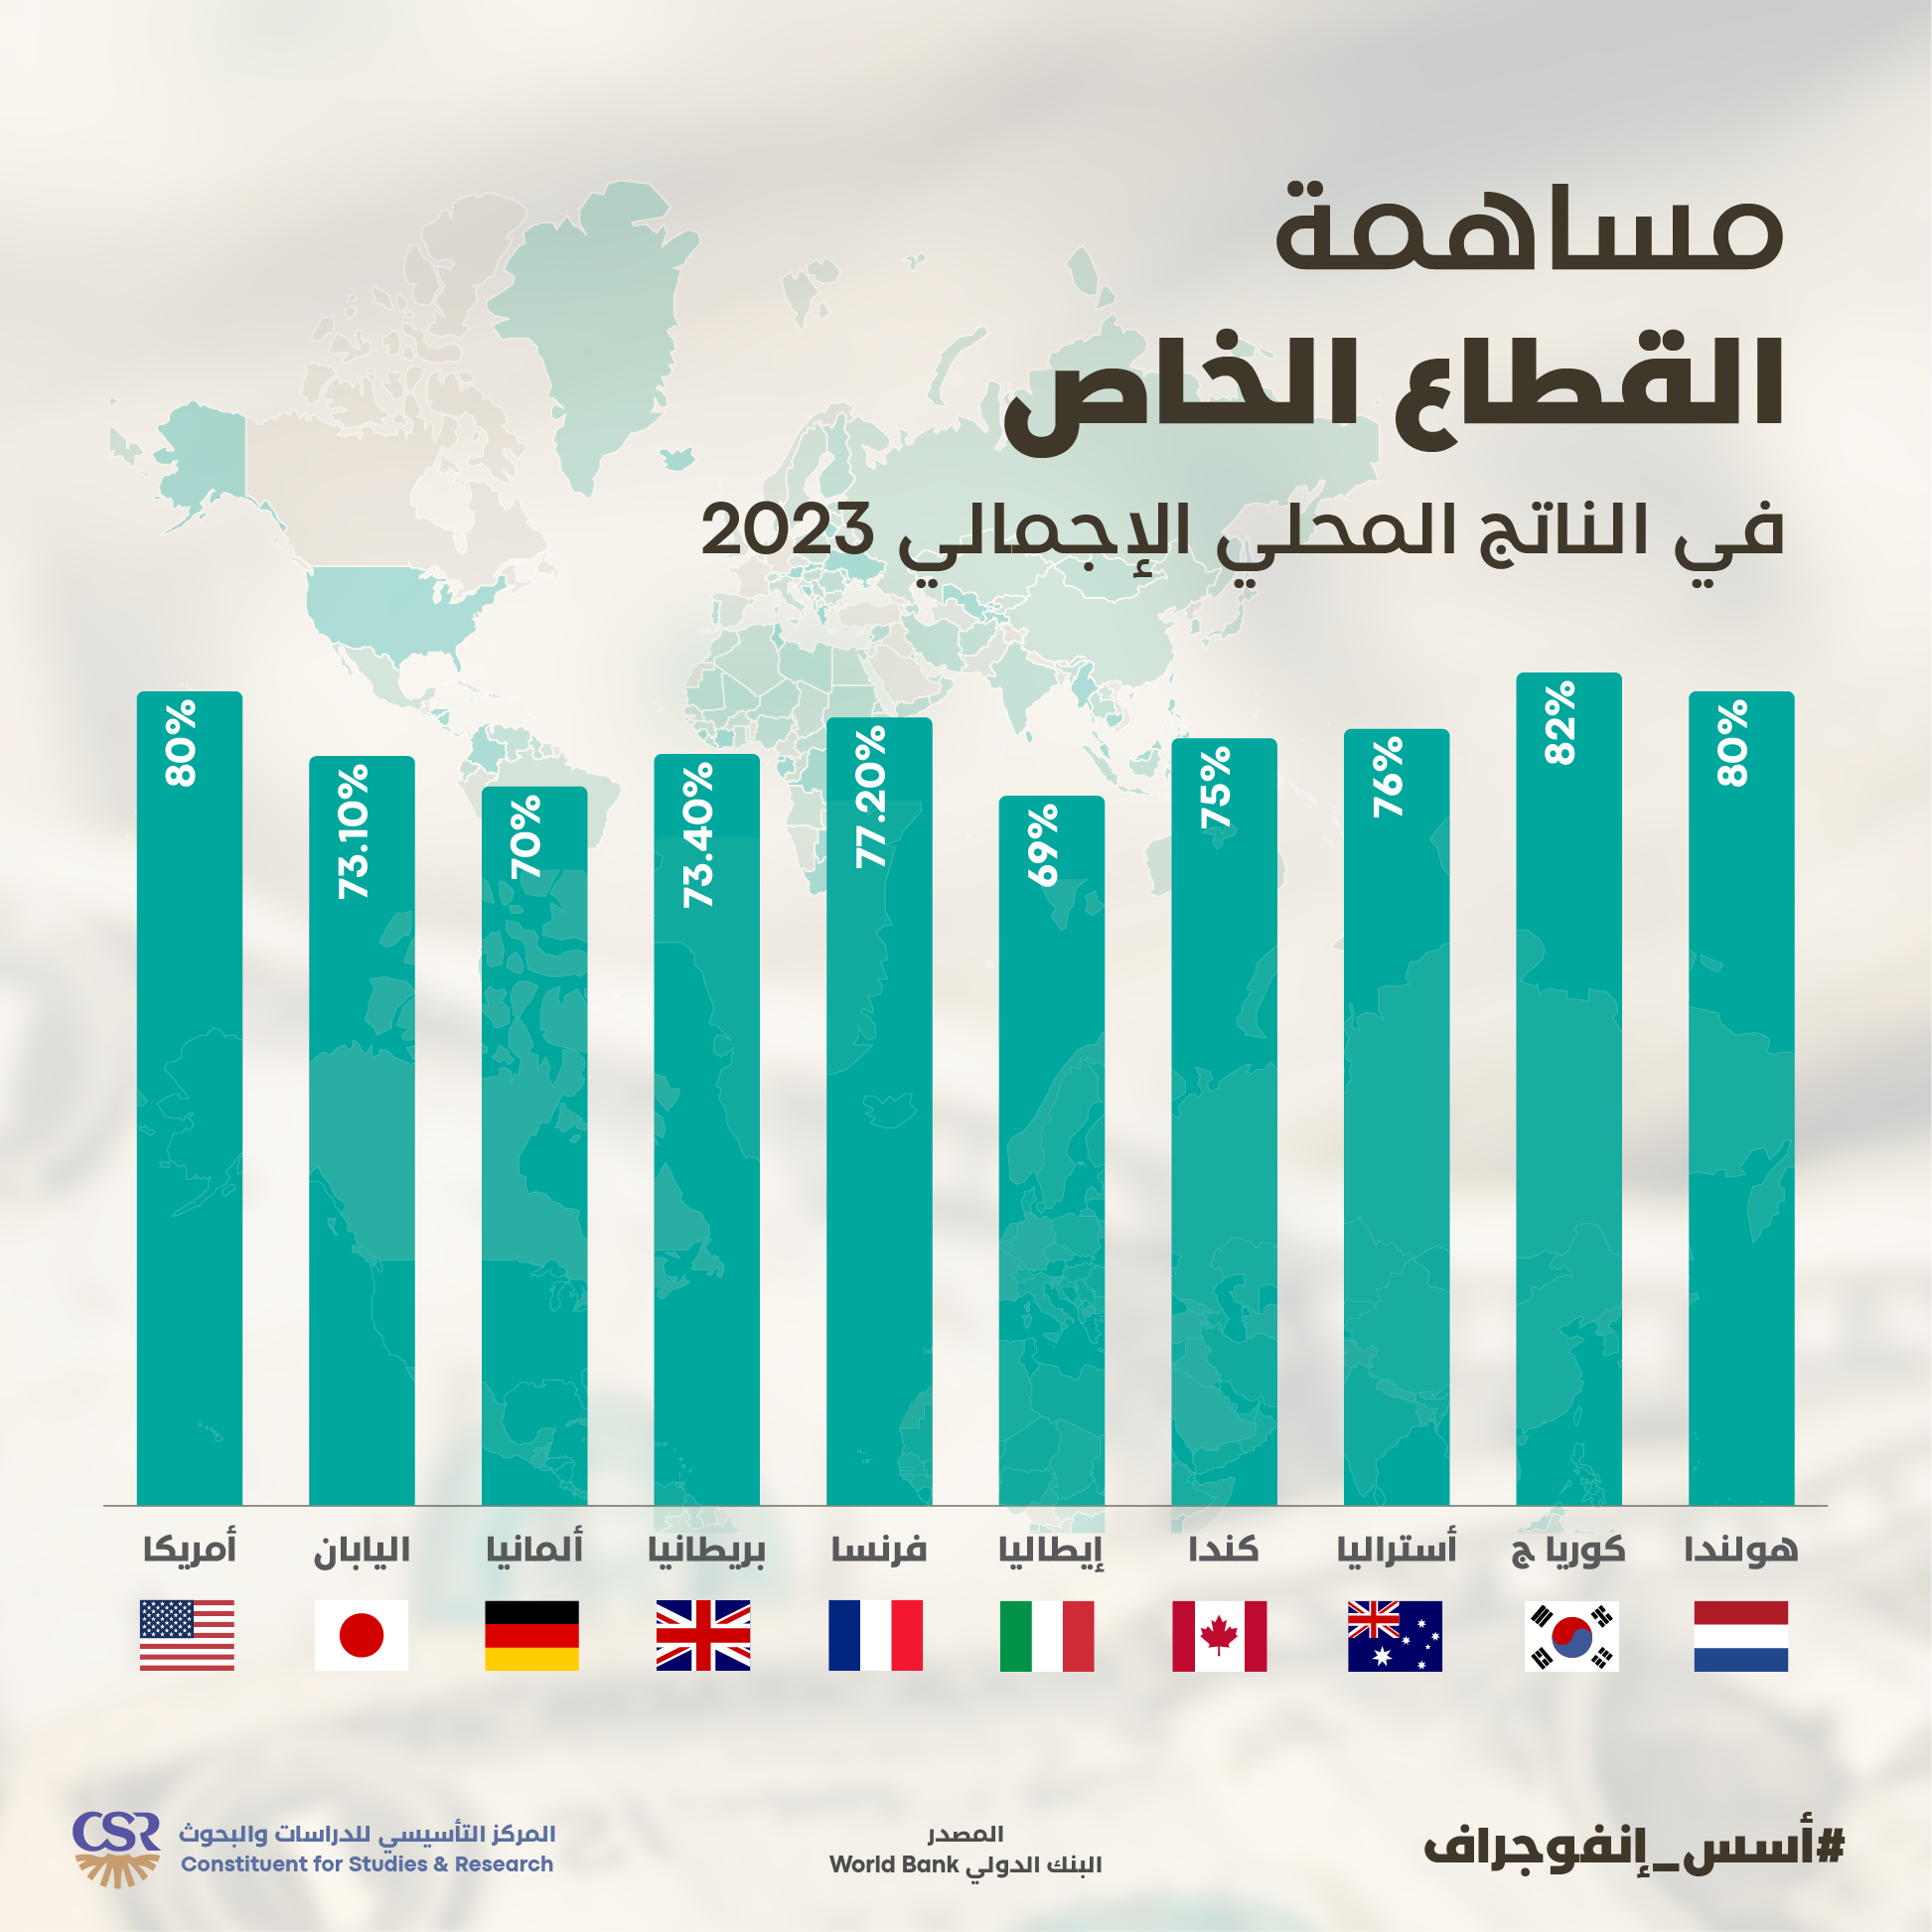 مساهمة
القطاع الخاص
في الناتج المحلي الإجمالي 2023
80%
73.10%
70%
73.40%
77.20%
69%
75%
76%
82%
80%
أمريكا
اليابان
ألمانيا
بريطانيا
فرنسا
إيطاليا
كندا
أستراليا
كوريا ج
هولندا
#أسس_إنفوجراف
المصدر
البنك الدولي World Bank
CSR
المركز التأسيسي للدراسات والبحوث
Constituent for Studies & Research